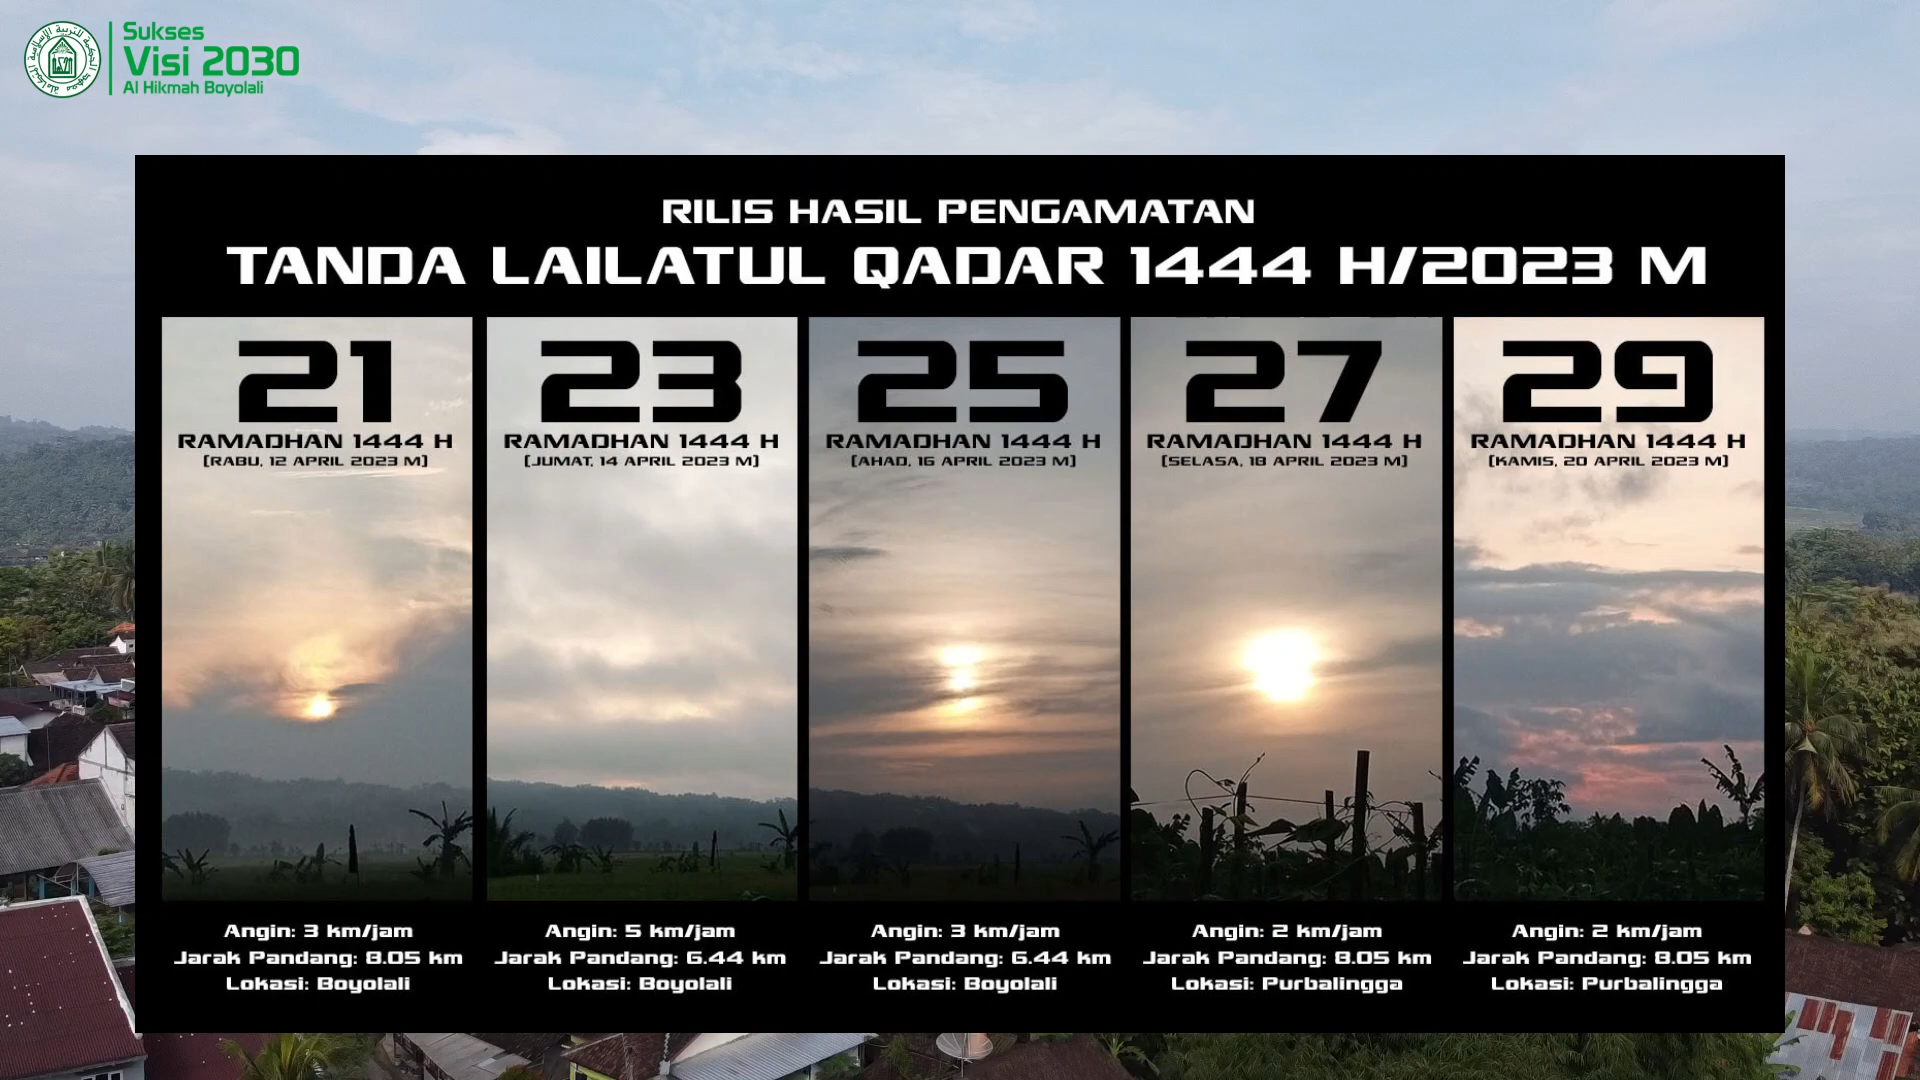 Sukses
Visi 2030
Al Hikmah Boyolali
RILIS HASIL PENGAMATAN
TANDA LAILATUL QADAR 1444 H/2023 M
21
RAMADHAN 1444 H
(RABU, 12 APRIL 2023 M)
Angin: 3 km/jam
Jarak Pandang: 8.05 km
Lokasi: Boyolali
23
RAMADHAN 1444 H
(JUMAT, 14 APRIL 2023 M)
Angin: 5 km/jam
Jarak Pandang: 6.44 km
Lokasi: Boyolali
25
RAMADHAN 1444 H
(AHAD, 16 APRIL 2023 M)
Angin: 3 km/jam
Jarak Pandang: 6.44 km
Lokasi: Boyolali
27
RAMADHAN 1444 H
(SELASA, 18 APRIL 2023 M)
Angin: 2 km/jam
Jarak Pandang: 8.05 km
Lokasi: Purbalingga
29
RAMADHAN 1444 H
(KAMIS, 20 APRIL 2023 M)
Angin: 2 km/jam
Jarak Pandang: 8.05 km
Lokasi: Purbalingga